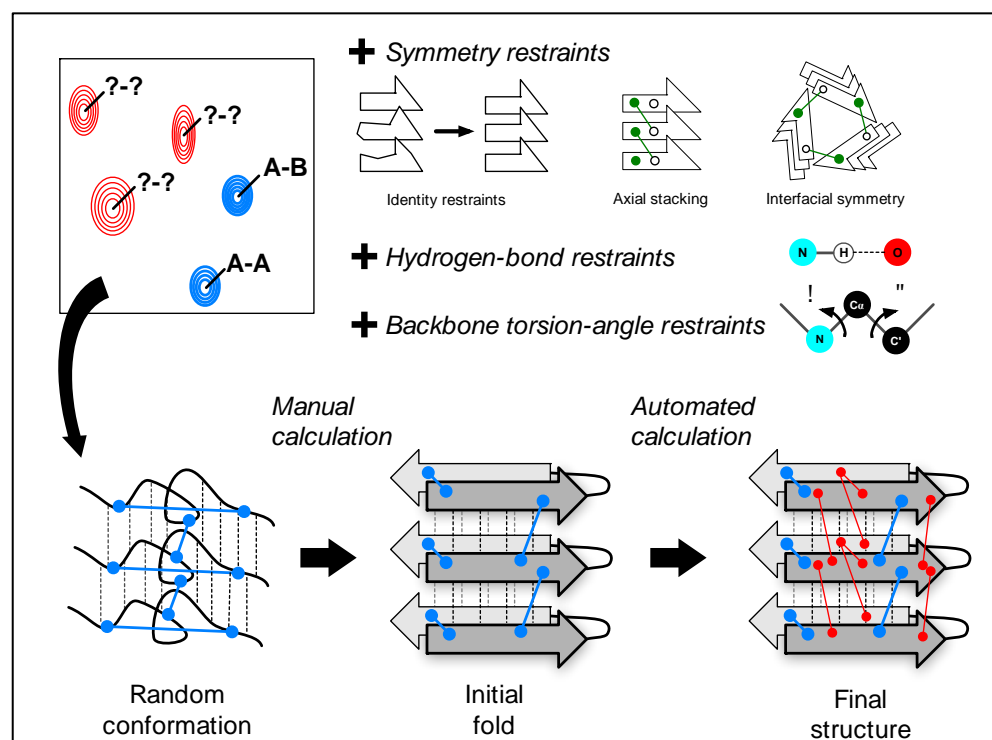 + Symmetry restraints
?-?
?-?
?-?
A-B
A-A
Identity restraints
Axial stacking
Interfacial symmetry
+ Hydrogen-bond restraints
N
H
O
+ Backbone torsion-angle restraints
!
"
Cα
N
C'
Manual
calculation
Automated
calculation
Random
conformation
Initial
fold
Final
structure